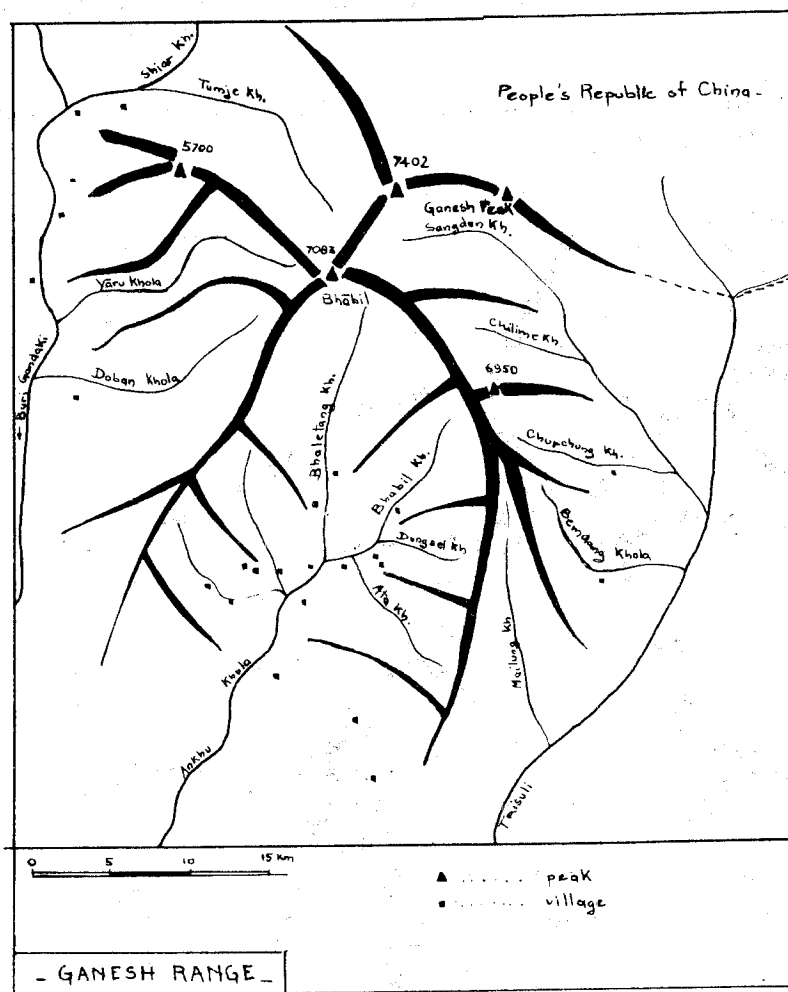 Shiar Kh.
Tumje Kh.
People's Republic of China-
5700
7402
Ganesh Peak
Sangden Kh.
7083
Bhābil
Yāru Khola
Chilime Kh.
Doban Khola
← Buri Gandaki
6950
Bhaletang Kh.
Bhabil Kh.
Chupchung Kh.
Bemdang Khola
Dongsel Kh
Ata Kh.
Mailung Kh
Ankhu Khola
Trisuli
0 5 10 15 Km
▲ ....... peak
■ ....... village
- GANESH RANGE -